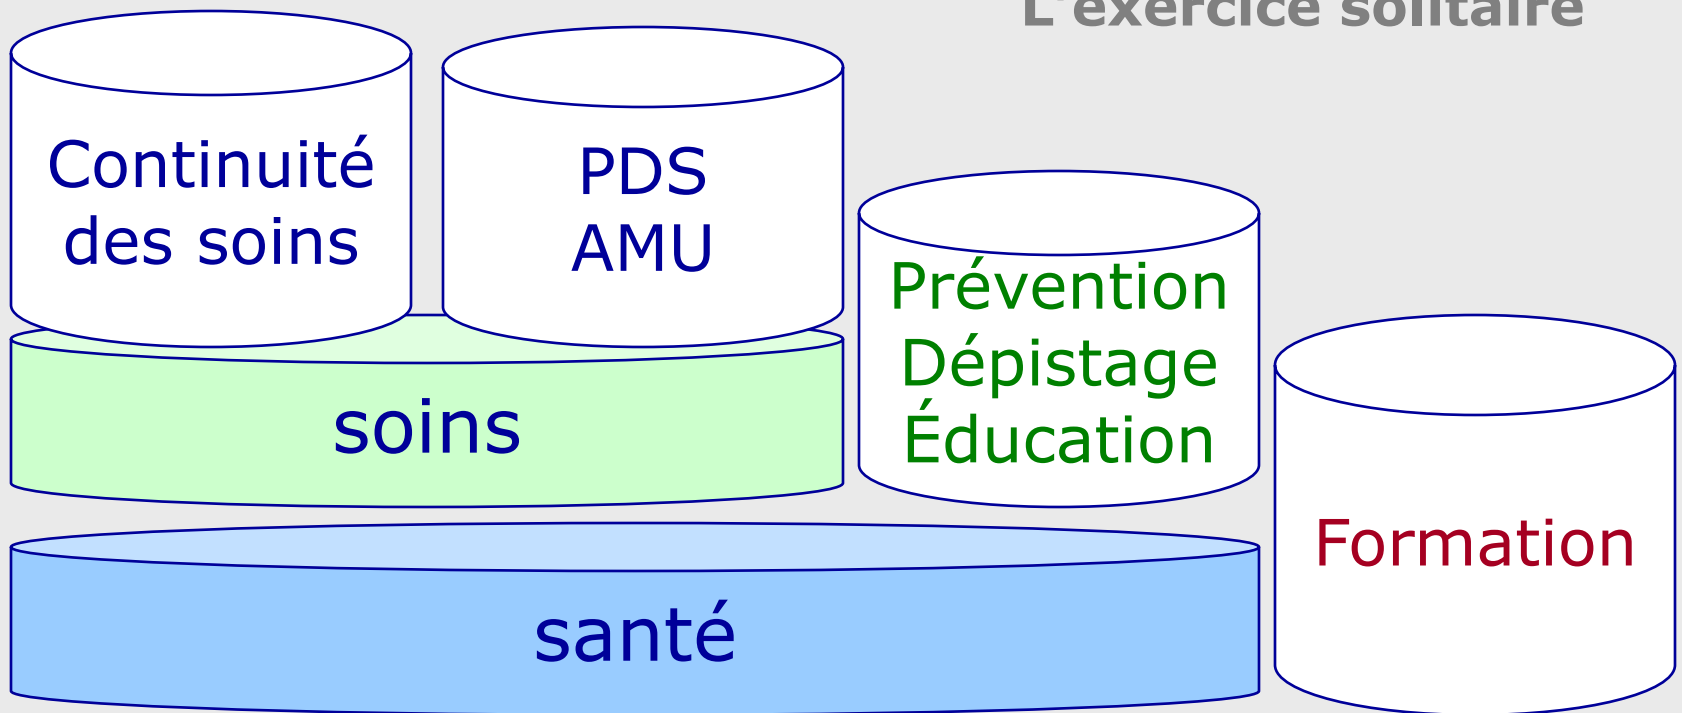 L'exercice solitaire
Continuité
des soins
PDS
AMU
Prévention
Dépistage
Éducation
soins
Formation
santé